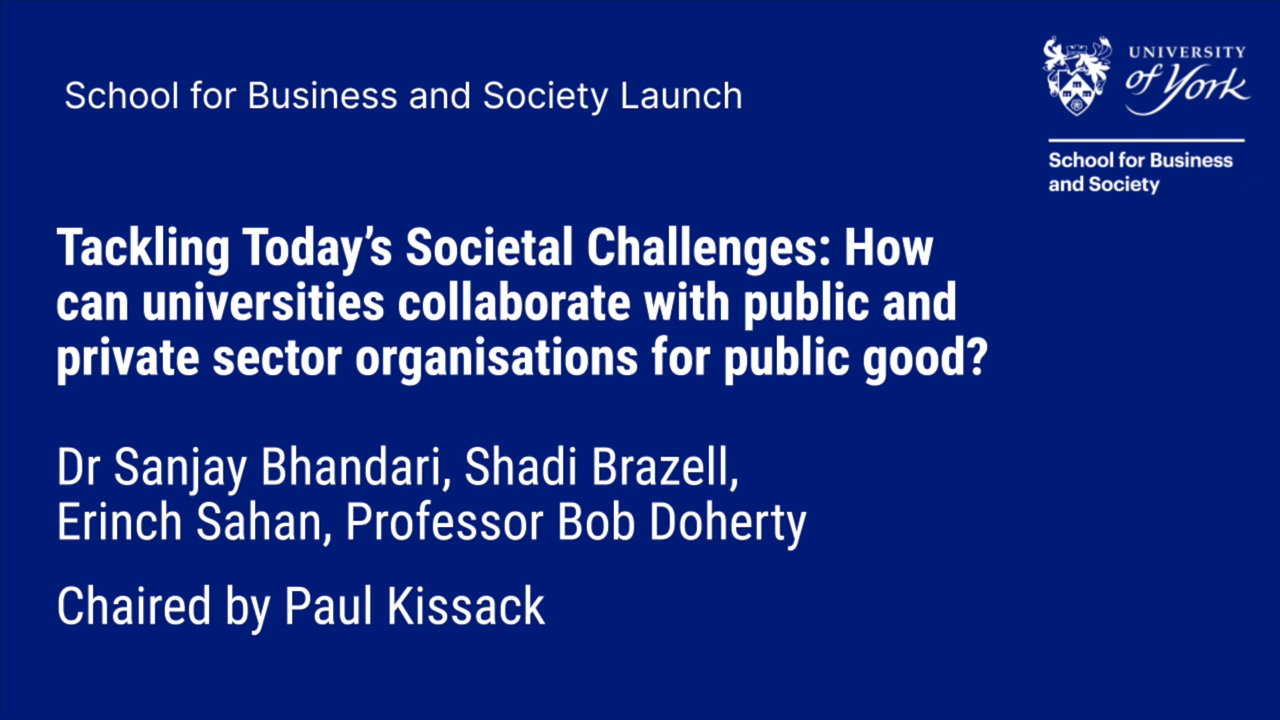 School for Business and Society Launch
UNIVERSITY
of York
School for Business
and Society
Tackling Today’s Societal Challenges: How
can universities collaborate with public and
private sector organisations for public good?
Dr Sanjay Bhandari, Shadi Brazell,
Erinch Sahan, Professor Bob Doherty
Chaired by Paul Kissack